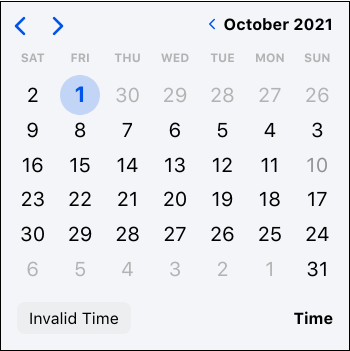 October 2021
SAT FRI THU WED TUE MON SUN
2 1 30 29 28 27 26
9 8 7 6 5 4 3
16 15 14 13 12 11 10
23 22 21 20 19 18 17
30 29 28 27 26 25 24
6 5 4 3 2 1 31
Invalid Time Time